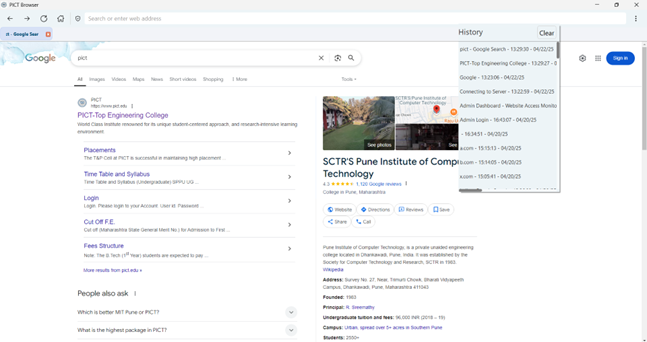 PICT Browser
Search or enter web address
ct - Google Sear
History
Clear
pict - Google Search - 13:29:30 - 04/22/25
PICT-Top Engineering College - 13:29:27 - 0
Google - 13:23:06 - 04/22/25
Connecting to Server - 13:22:59 - 04/22/25
Admin Dashboard - Website Access Monito
Admin Login - 16:43:07 - 04/20/25
- 16:34:51 - 04/20/25
a.com - 15:15:13 - 04/20/25
a.com - 15:14:05 - 04/20/25
a.com - 15:05:41 - 04/20/25
Google
pict
Sign in
All Images Videos Maps News Short videos Shopping More Tools
PICT
https://www.pict.edu
PICT-Top Engineering College
World Class Institution renowned for its unique student-centered approach, and research-intensive learning
environment
Placements
The T&P Cell at PICT is successful in maintaining high placement ...
Time Table and Syllabus
Time Table and Syllabus (Undergraduate) SPPU UG ...
Login
Login. Please login to your Account. User Id. Password ...
Cut Off F.E.
Cut off (Maharashtra State General Merit No.) for Admission to First ...
Fees Structure
Note: The B.Tech (1st Year) students are expected to pay ...
More results from pict.edu »
People also ask
Which is better MIT Pune or PICT?
What is the highest package in PICT?
See photos
SCTR'S Pune Institute of
Computer Technology
See
SCTR'S Pune Institute of Comp
Technology
4.3 1,120 Google reviews
College in Pune, Maharashtra
Website Directions Reviews Save
Share Call
Pune Institute of Computer Technology, is a private unaided engineering
college located in Dhankawadi, Pune, India. It was established by the
Society for Computer Technology and Research, SCTR in 1983.
Wikipedia
Address: Survey No. 27, Near, Trimurti Chowk, Bharati Vidyapeeth
Campus, Dhankawadi, Pune, Maharashtra 411043
Founded: 1983
Principal: R. Sreemathy
Undergraduate tuition and fees: 96,000 INR (2018 – 19)
Campus: Urban, spread over 5+ acres in Southern Pune
Students: 2500+